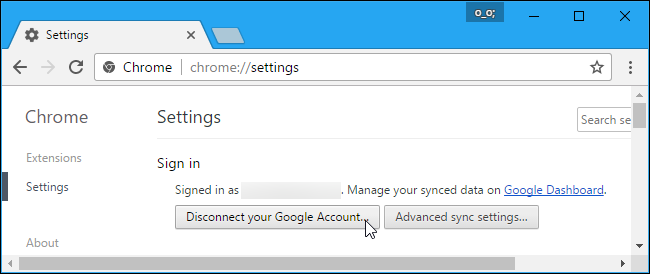 o_o;
Settings
Chrome chrome://settings
Chrome
Settings
Search se
Extensions
Sign in
Settings
Signed in as . Manage your synced data on Google Dashboard.
Disconnect your Google Account...
Advanced sync settings...
About